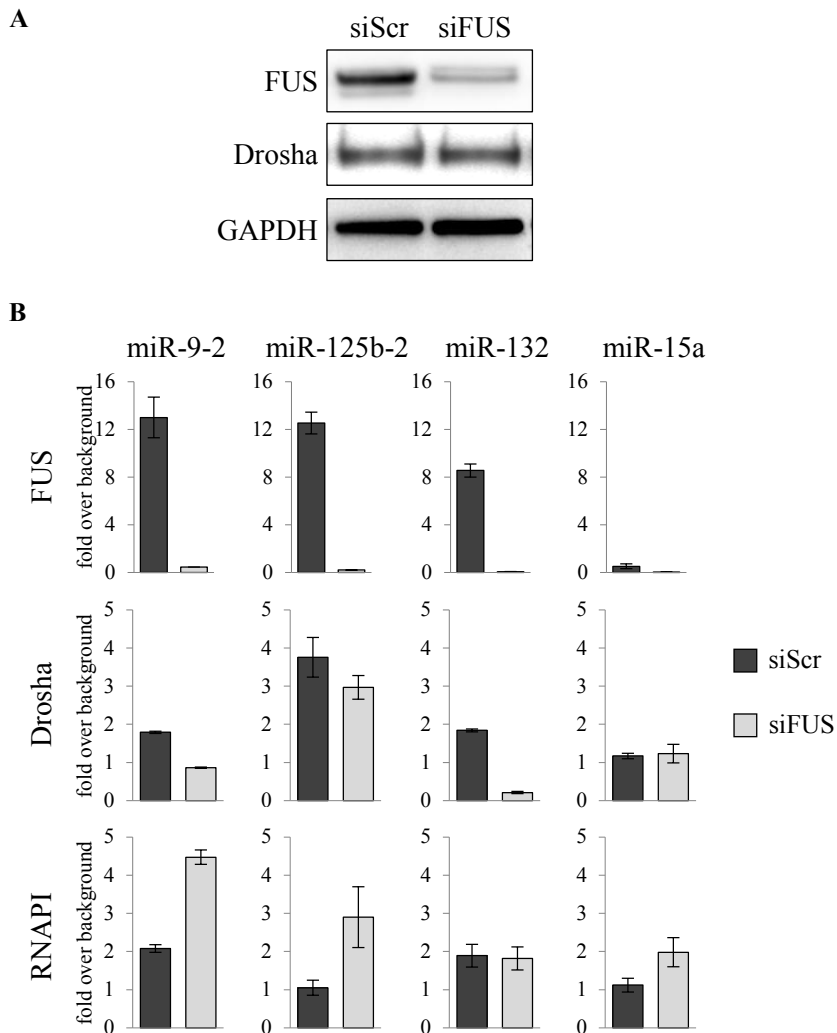 A
siScr siFUS
FUS
Drosha
GAPDH
B
miR-9-2 miR-125b-2 miR-132 miR-15a
FUS
fold over background
16 16 16 16
12 12 12 12
8 8 8 8
4 4 4 4
0 0 0 0
Drosha
fold over background
5 5 5 5
4 4 4 4
3 3 3 3
2 2 2 2
1 1 1 1
0 0 0 0
siScr
siFUS
RNAPI
fold over background
5 5 5 5
4 4 4 4
3 3 3 3
2 2 2 2
1 1 1 1
0 0 0 0